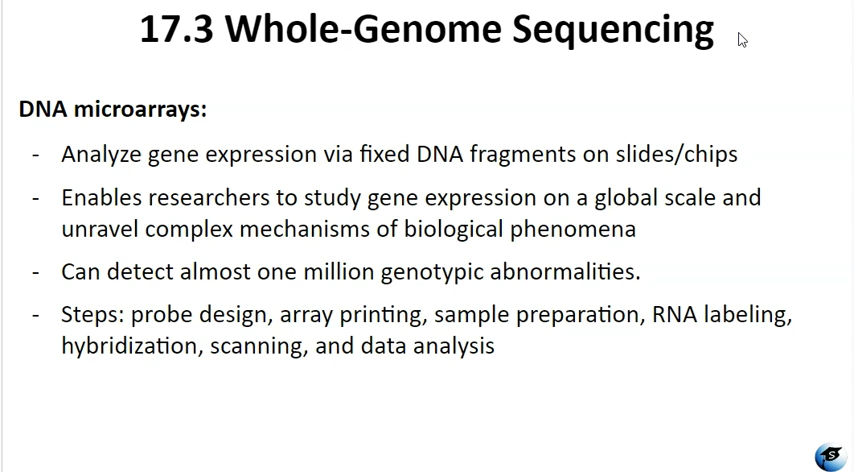 17.3 Whole-Genome Sequencing
DNA microarrays:
- Analyze gene expression via fixed DNA fragments on slides/chips
- Enables researchers to study gene expression on a global scale and
unravel complex mechanisms of biological phenomena
- Can detect almost one million genotypic abnormalities.
- Steps: probe design, array printing, sample preparation, RNA labeling,
hybridization, scanning, and data analysis
S